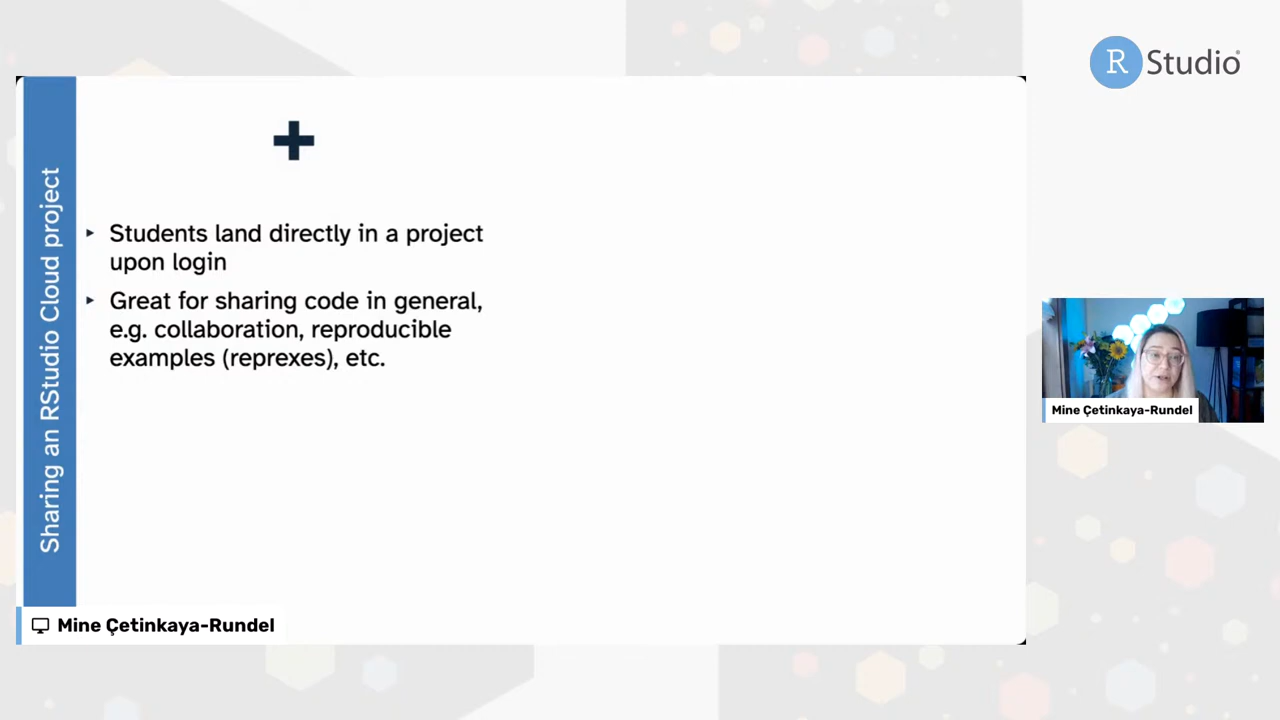 R Studio
Sharing an RStudio Cloud project
+
‣ Students land directly in a project
upon login
‣ Great for sharing code in general,
e.g. collaboration, reproducible
examples (reprexes), etc.
Mine Çetinkaya-Rundel
Mine Çetinkaya-Rundel